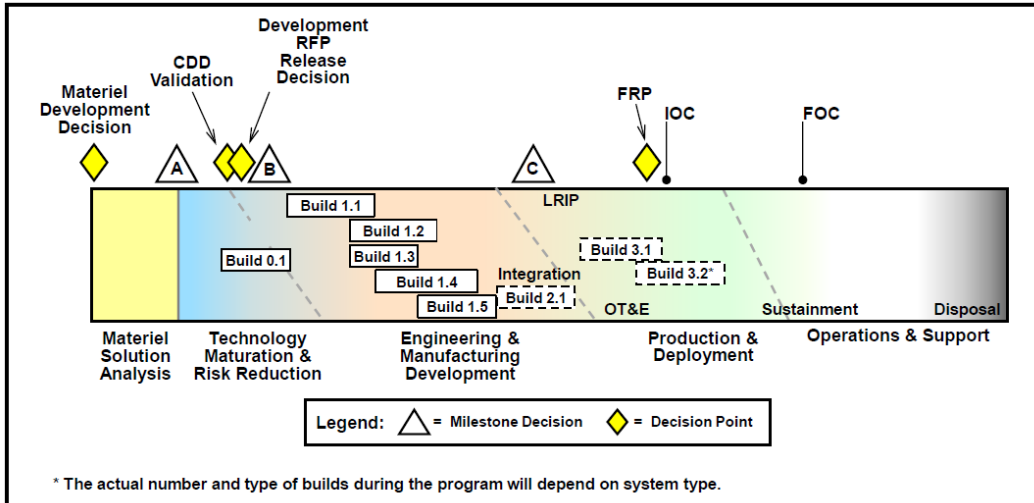 Materiel
Development
Decision
CDD
Validation
Development
RFP
Release
Decision
FRP
IOC
FOC
A
B
C
LRIP
Build 1.1
Build 1.2
Build 0.1
Build 1.3
Build 3.1
Build 3.2*
Build 1.4
Integration
Build 2.1
Build 1.5
OT&E
Sustainment
Disposal
Materiel
Solution
Analysis
Technology
Maturation &
Risk Reduction
Engineering &
Manufacturing
Development
Production &
Deployment
Operations & Support
Legend: = Milestone Decision = Decision Point
* The actual number and type of builds during the program will depend on system type.